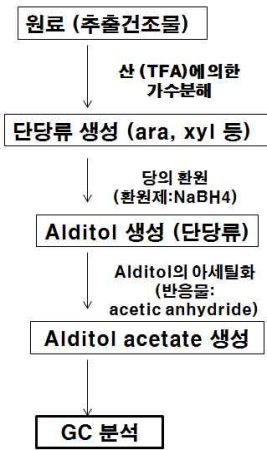 원료 (추출건조물)
산 (TFA)에의한
가수분해
단당류 생성 (ara, xyl 등)
당의 환원
(환원제:NaBH4)
Alditol 생성 (단당류)
Alditol의 아세틸화
(반응물:
acetic anhydride)
Alditol acetate 생성
GC 분석